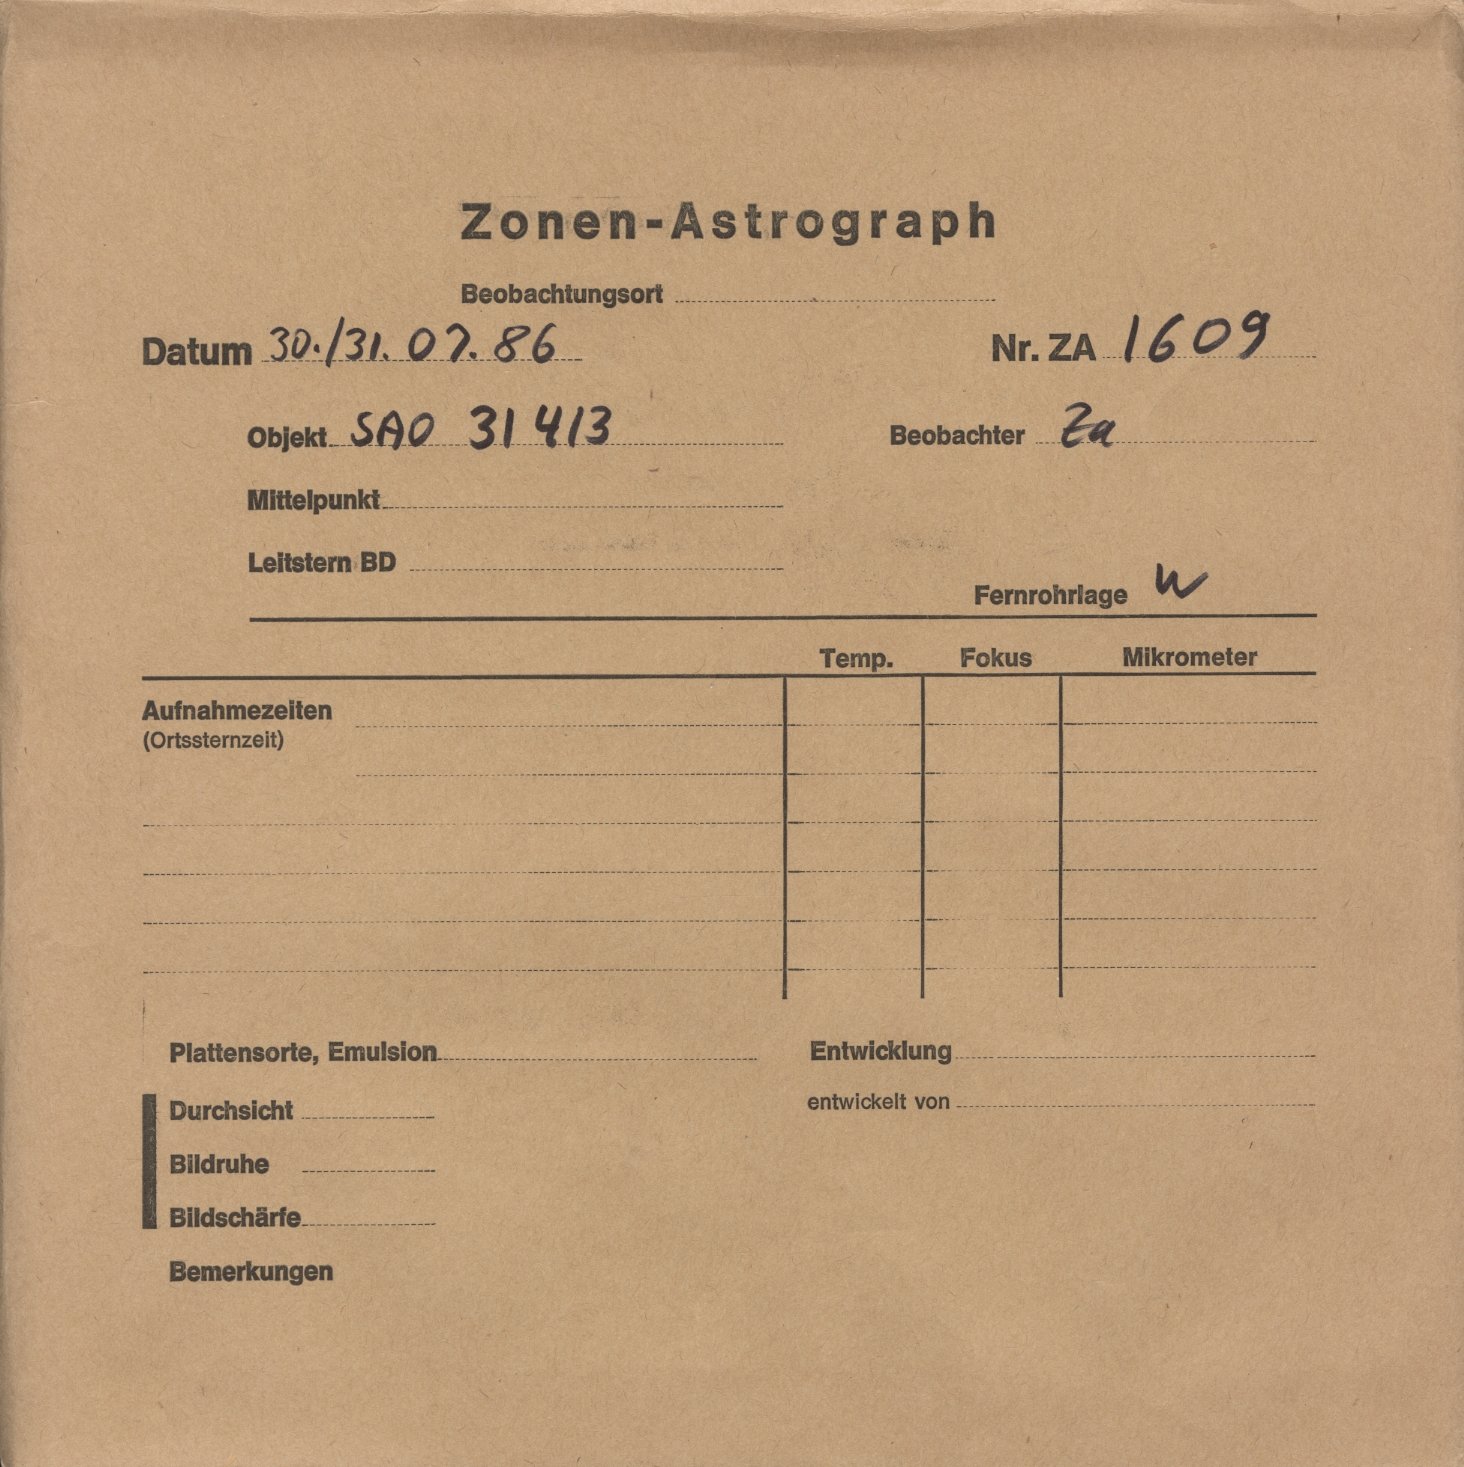 Zonen-Astrograph
Beobachtungsort
Datum 30./31. 07. 86 Nr. ZA 1609
Objekt SAO 31413 Beobachter Za
Mittelpunkt
Leitstern BD
Fernrohrlage W
Temp. Fokus Mikrometer
Aufnahmezeiten
(Ortssternzeit)
Plattensorte, Emulsion Entwicklung
Durchsicht entwickelt von
Bildruhe
Bildschärfe
Bemerkungen